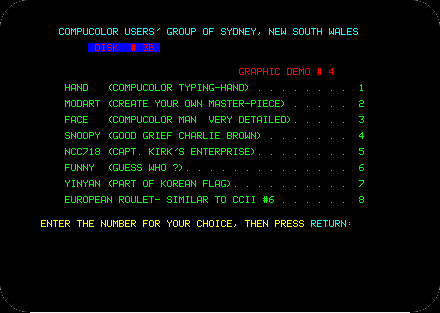 COMPUCOLOR USERS' GROUP OF SYDNEY, NEW SOUTH WALES
DISK # 3B
GRAPHIC DEMO # 4
HAND (COMPUCOLOR TYPING-HAND) . . . . . . . . 1
MODART (CREATE YOUR OWN MASTER-PIECE) . . . . . 2
FACE (COMPUCOLOR MAN VERY DETAILED). . . . . 3
SNOOPY (GOOD GRIEF CHARLIE BROWN) . . . . . . . 4
NCC718 (CAPT. KIRK'S ENTERPRISE). . . . . . . . 5
FUNNY (GUESS WHO ?). . . . . . . . . . . . . . 6
YINYAN (PART OF KOREAN FLAG). . . . . . . . . . 7
EUROPEAN ROULET- SIMILAR TO CCII #6 . . . . . . 8
ENTER THE NUMBER FOR YOUR CHOICE, THEN PRESS RETURN: